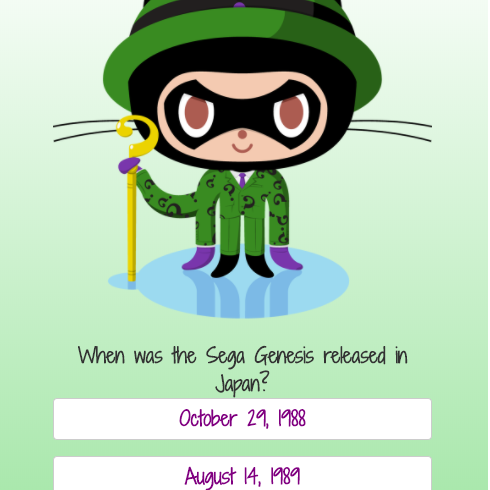 When was the Sega Genesis released in
Japan?
October 29, 1988
August 14, 1989